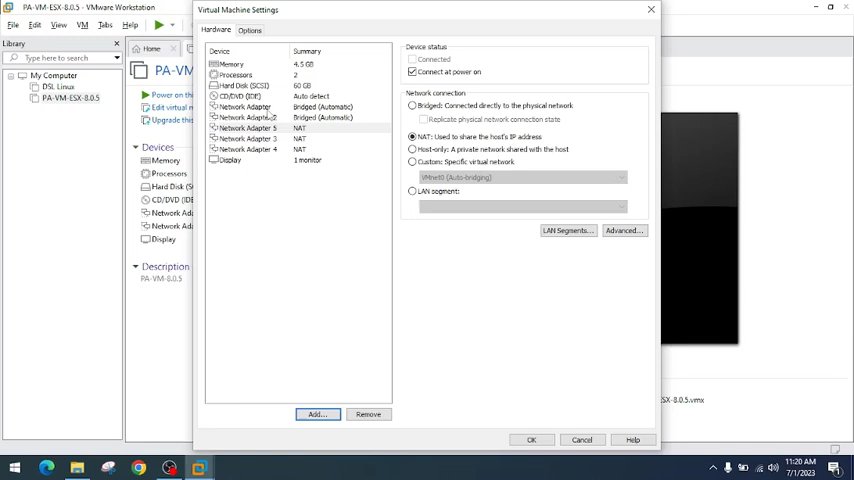 PA-VM-ESX-8.0.5 - VMware Workstation
File Edit View VM Tabs Help
Library
Type here to search
My Computer
DSL Linux
PA-VM-ESX-8.0.5
Home
PA-VM
Power on this
Edit virtual m
Upgrade this
Devices
Memory
Processors
Hard Disk (S
CD/DVD (IDE
Network Ada
Network Ada
Display
Description
PA-VM-8.0.5
Virtual Machine Settings
Hardware Options
Device Summary
Memory 4.5 GB
Processors 2
Hard Disk (SCSI) 60 GB
CD/DVD (IDE) Auto detect
Network Adapter Bridged (Automatic)
Network Adapter 2 Bridged (Automatic)
Network Adapter 5 NAT
Network Adapter 3 NAT
Network Adapter 4 NAT
Display 1 monitor
Add... Remove
Device status
Connected
Connect at power on
Network connection
Bridged: Connected directly to the physical network
Replicate physical network connection state
NAT: Used to share the host's IP address
Host-only: A private network shared with the host
Custom: Specific virtual network
VMnet0 (Auto-bridging)
LAN segment:
LAN Segments... Advanced...
OK Cancel Help
ESX-8.0.5.vmx
11:20 AM
7/1/2023